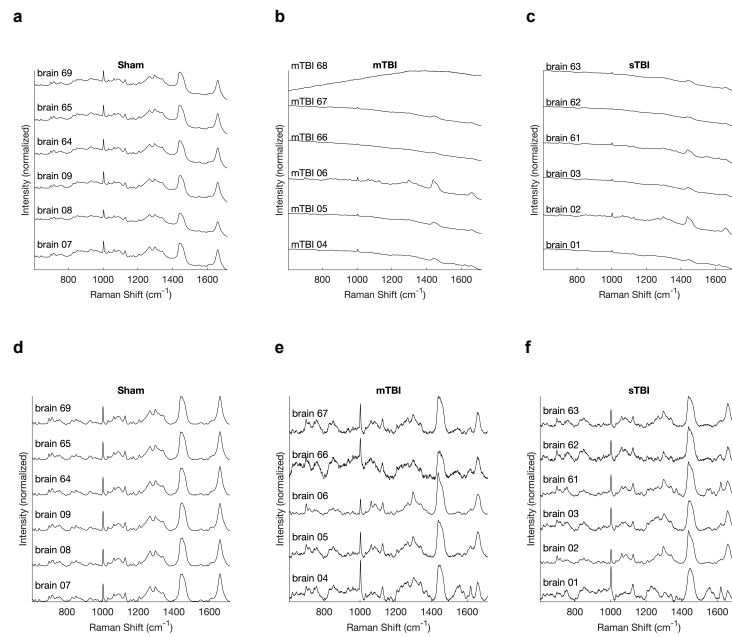 a
b
c
Sham
mTBI
sTBI
Intensity (normalized)
brain 69
brain 65
brain 64
brain 09
brain 08
brain 07
800 1000 1200 1400 1600
Raman Shift (cm⁻¹)
Intensity (normalized)
mTBI 68
mTBI 67
mTBI 66
mTBI 06
mTBI 05
mTBI 04
800 1000 1200 1400 1600
Raman Shift (cm⁻¹)
Intensity (normalized)
brain 63
brain 62
brain 61
brain 03
brain 02
brain 01
800 1000 1200 1400 1600
Raman Shift (cm⁻¹)
d
e
f
Sham
mTBI
sTBI
Intensity (normalized)
brain 69
brain 65
brain 64
brain 09
brain 08
brain 07
800 1000 1200 1400 1600
Raman Shift (cm⁻¹)
Intensity (normalized)
brain 67
brain 66
brain 06
brain 05
brain 04
800 1000 1200 1400 1600
Raman Shift (cm⁻¹)
Intensity (normalized)
brain 63
brain 62
brain 61
brain 03
brain 02
brain 01
800 1000 1200 1400 1600
Raman Shift (cm⁻¹)